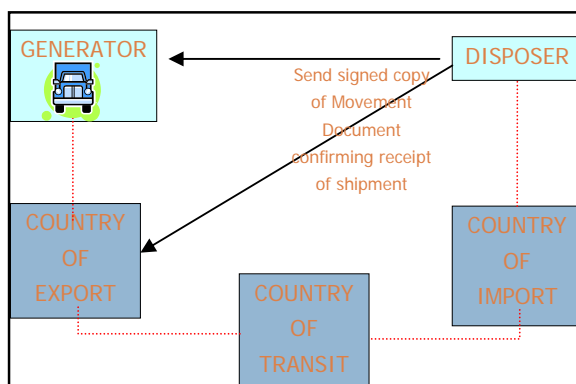 GENERATOR
DISPOSER
Send signed copy
of Movement
Document
confirming receipt
of shipment
COUNTRY
OF
EXPORT
COUNTRY
OF
IMPORT
COUNTRY
OF
TRANSIT